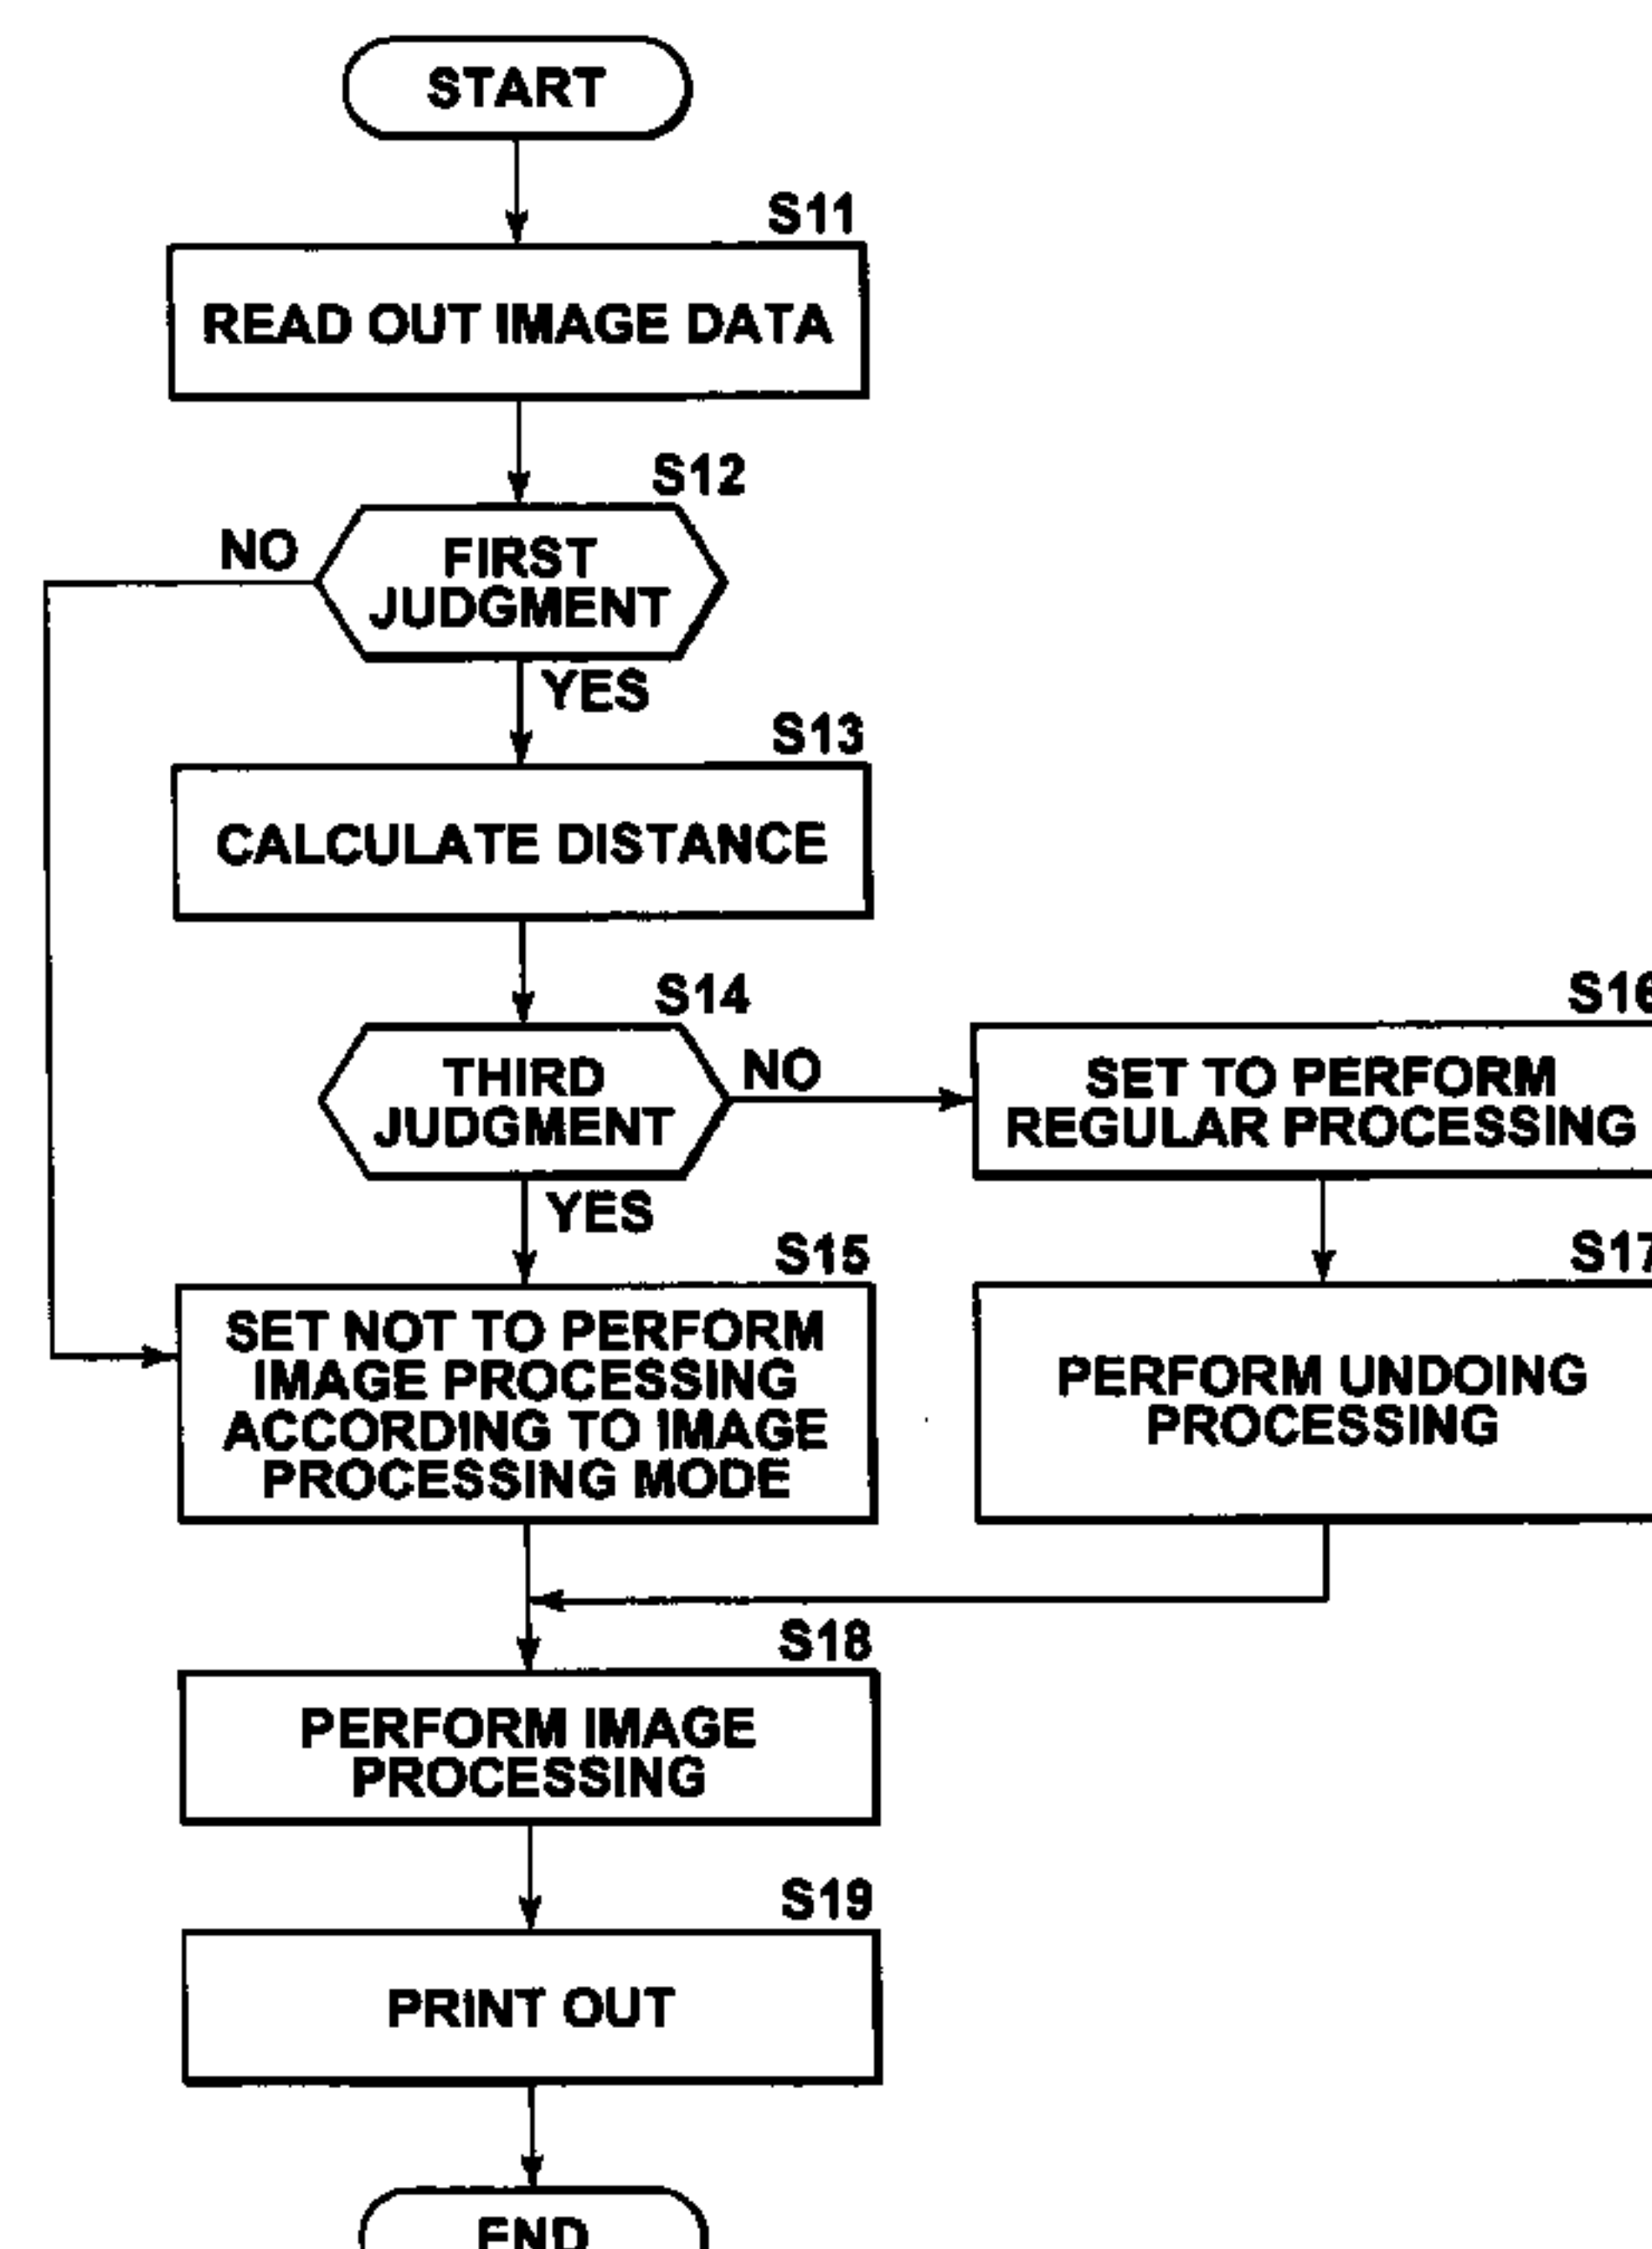 START
S11
READ OUT IMAGE DATA
S12
NO
FIRST
JUDGMENT
YES
S13
CALCULATE DISTANCE
S14
THIRD
JUDGMENT
NO
YES
S16
SET TO PERFORM
REGULAR PROCESSING
S15
SET NOT TO PERFORM
IMAGE PROCESSING
ACCORDING TO IMAGE
PROCESSING MODE
S17
PERFORM UNDOING
PROCESSING
S18
PERFORM IMAGE
PROCESSING
S19
PRINT OUT
END